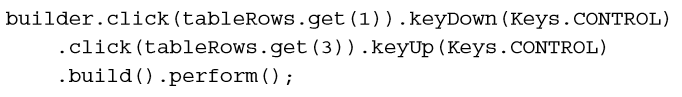 builder.click(tableRows.get(1)).keyDown(Keys.CONTROL)
.click(tableRows.get(3)).keyUp(Keys.CONTROL)
.build().perform();